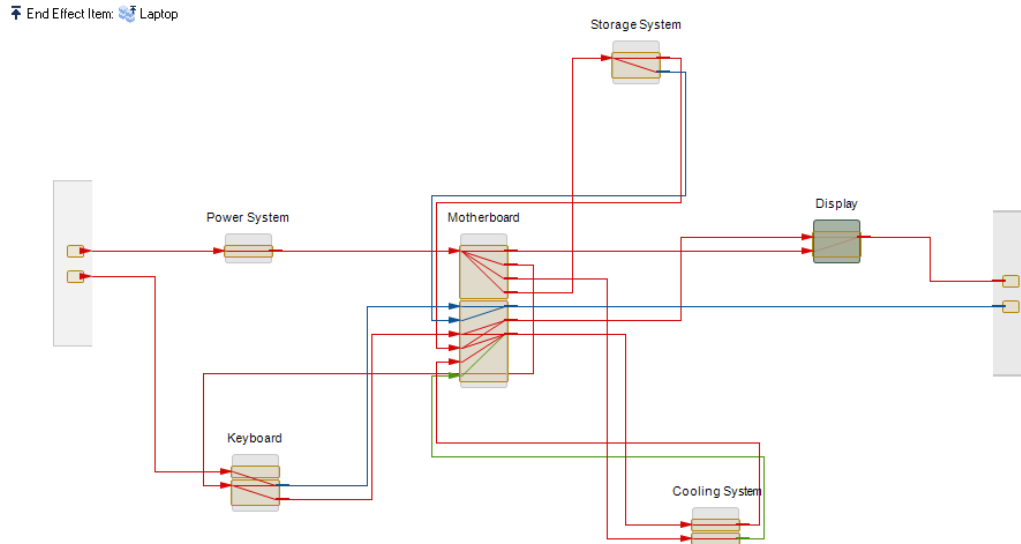 End Effect Item: Laptop
Storage System
Power System
Motherboard
Display
Keyboard
Cooling System